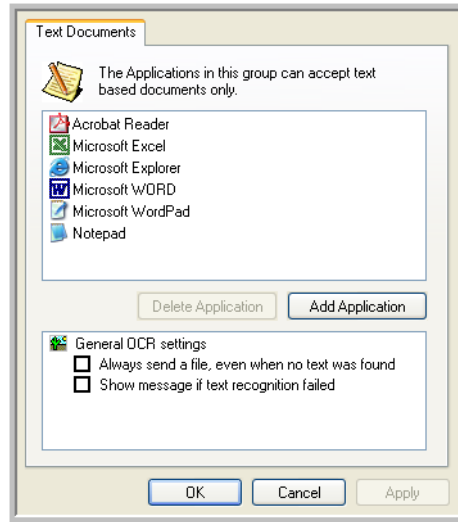 Text Documents
The Applications in this group can accept text
based documents only.
Acrobat Reader
Microsoft Excel
Microsoft Explorer
Microsoft WORD
Microsoft WordPad
Notepad
Delete Application Add Application
General OCR settings
Always send a file, even when no text was found
Show message if text recognition failed
OK Cancel Apply